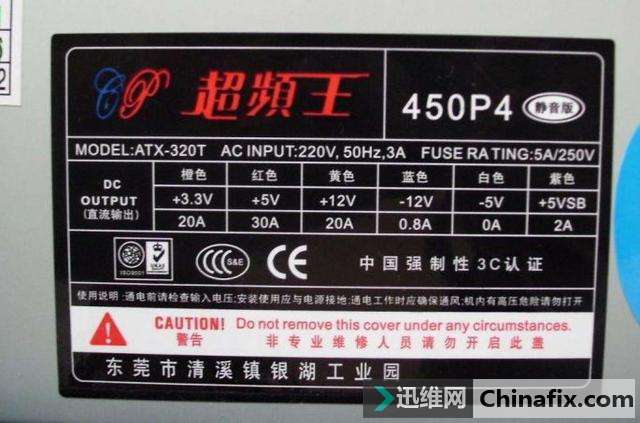 6
2
CP 超頻王 450P4 静音版
MODEL:ATX-320T AC INPUT:220V, 50Hz,3A FUSE RATING:5A/250V
DC OUTPUT (直流输出) 橙色 红色 黄色 蓝色 白色 紫色
+3.3V +5V +12V -12V -5V +5VSB
20A 30A 20A 0.8A 0A 2A
ISO9001 UKAS CCC S&E CE 中国强制性3C认证
使用说明:通电前请检查输入电压;安装使用应与电源接地;通电工作时应确保通风;机内有高压危险请勿打开
CAUTION! Do not remove this cover under any circumstances.
警告 非专业维修人员请勿开启此盖
东莞市清溪镇银湖工业园
迅维网 Chinafix.com